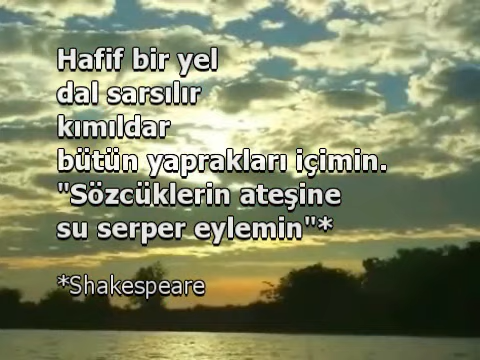 Hafif bir yel
dal sarsılır
kımıldar
bütün yaprakları içimin.
"Sözcüklerin ateşine
su serper eylemin"*
*Shakespeare